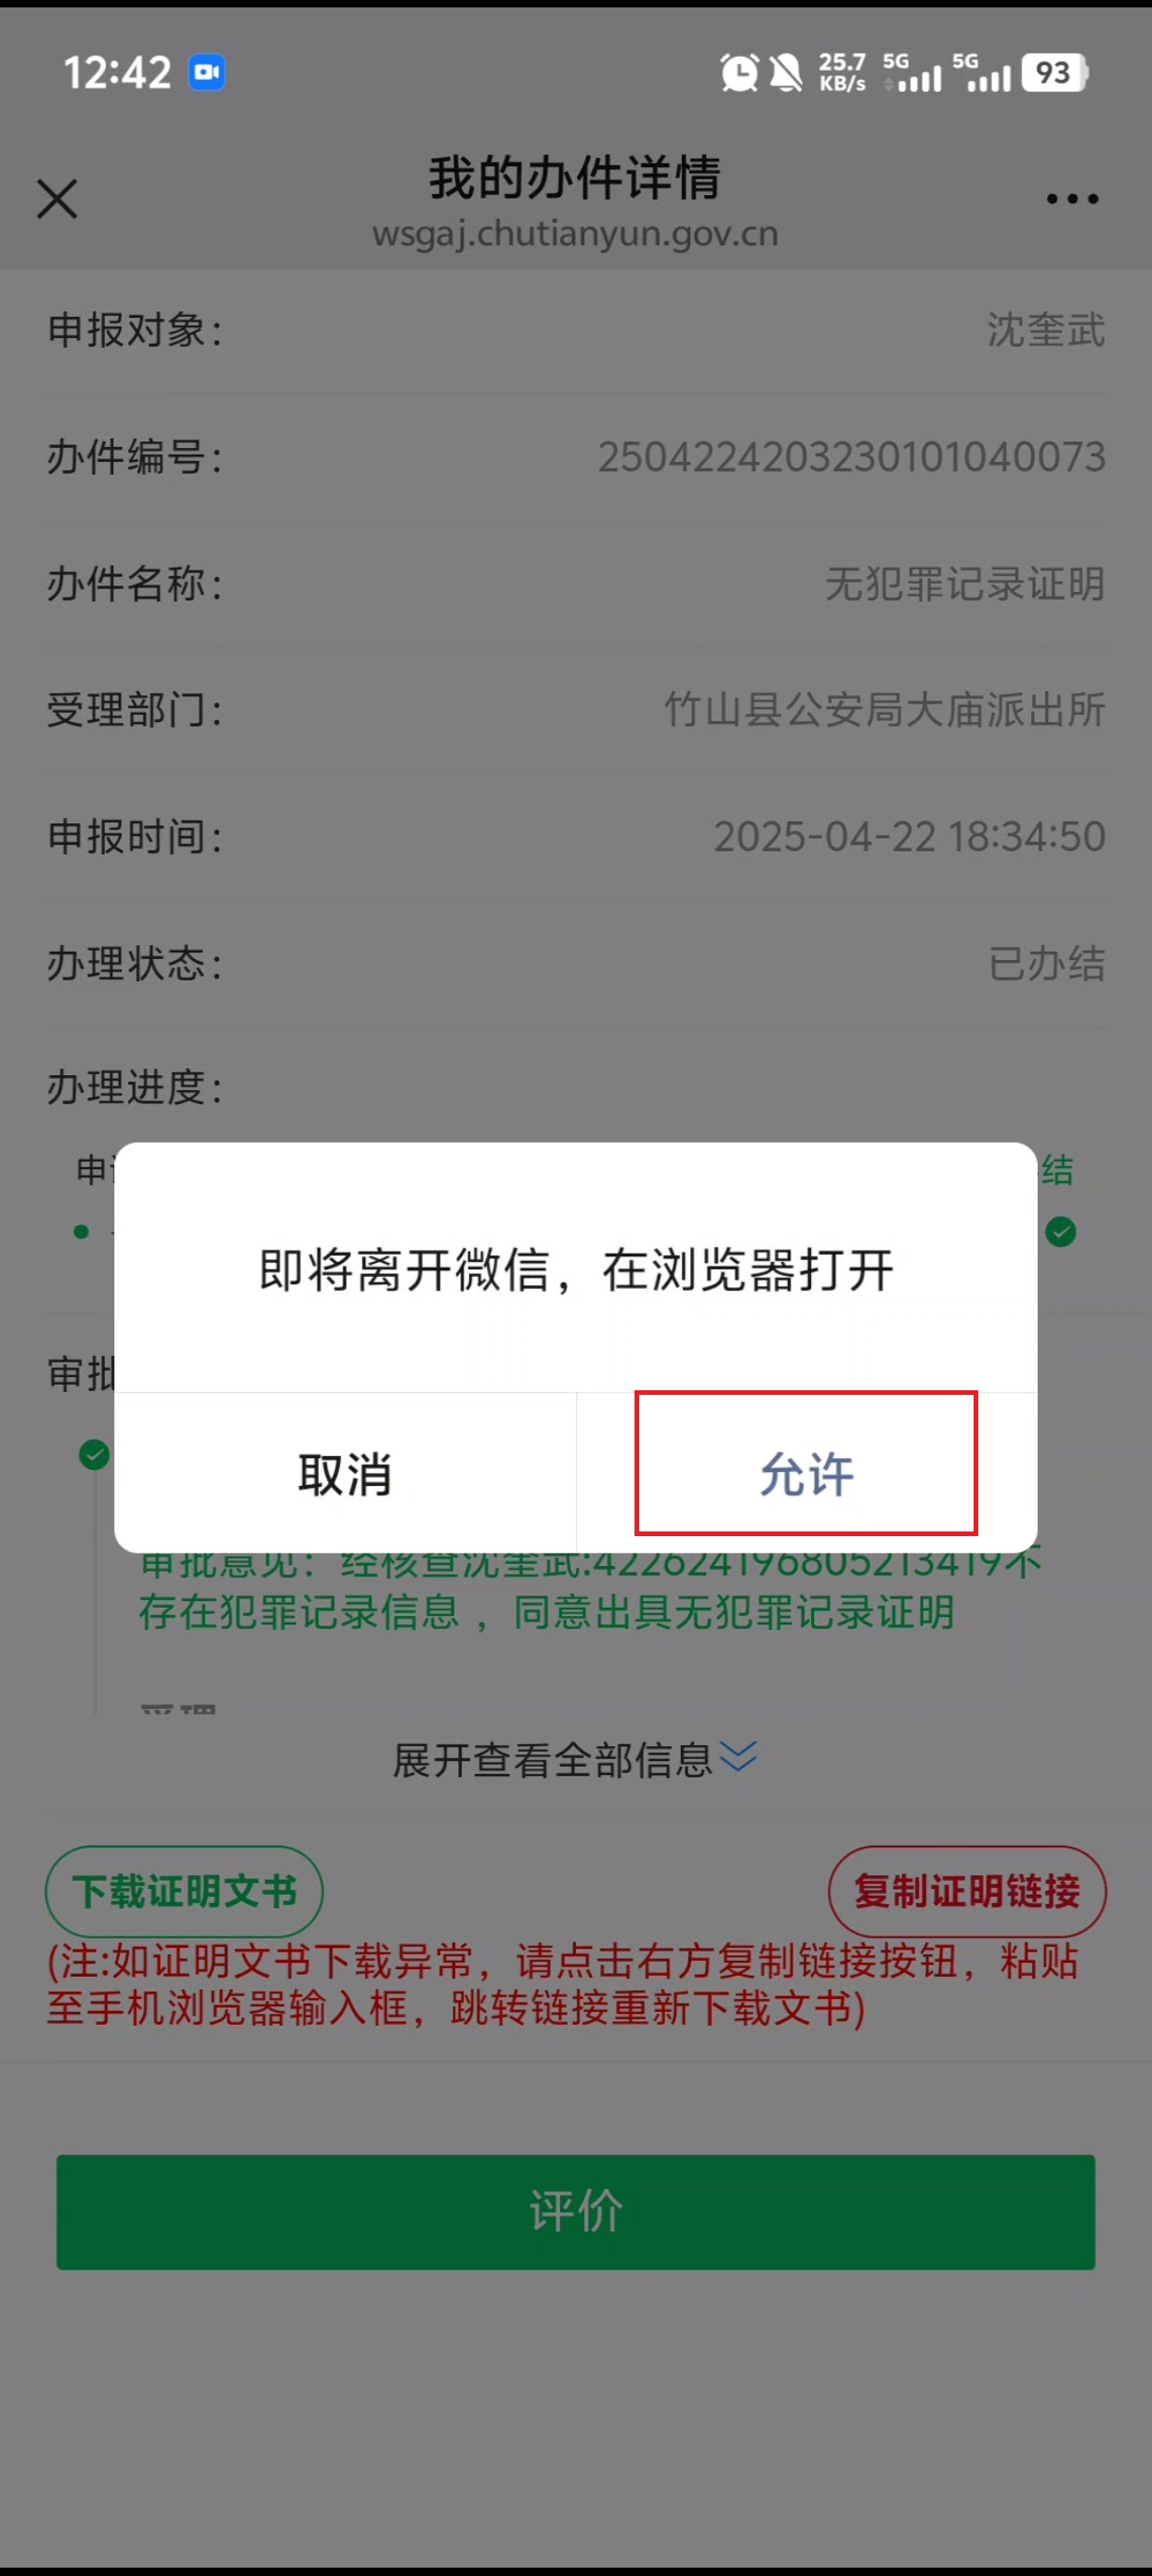 12:42
25.7 KB/s 5G 5G 93
我的办件详情
wsgaj.chutianyun.gov.cn
申报对象: 沈奎武
办件编号: 2504224203230101040073
办件名称: 无犯罪记录证明
受理部门: 竹山县公安局大庙派出所
申报时间: 2025-04-22 18:34:50
办理状态: 已办结
办理进度:
申 结
即将离开微信，在浏览器打开
审批
取消 允许
审批意见: 经核查沈奎武:422624196805213419不
存在犯罪记录信息，同意出具无犯罪记录证明
展开查看全部信息
下载证明文书 复制证明链接
(注:如证明文书下载异常，请点击右方复制链接按钮，粘贴
至手机浏览器输入框，跳转链接重新下载文书)
评价